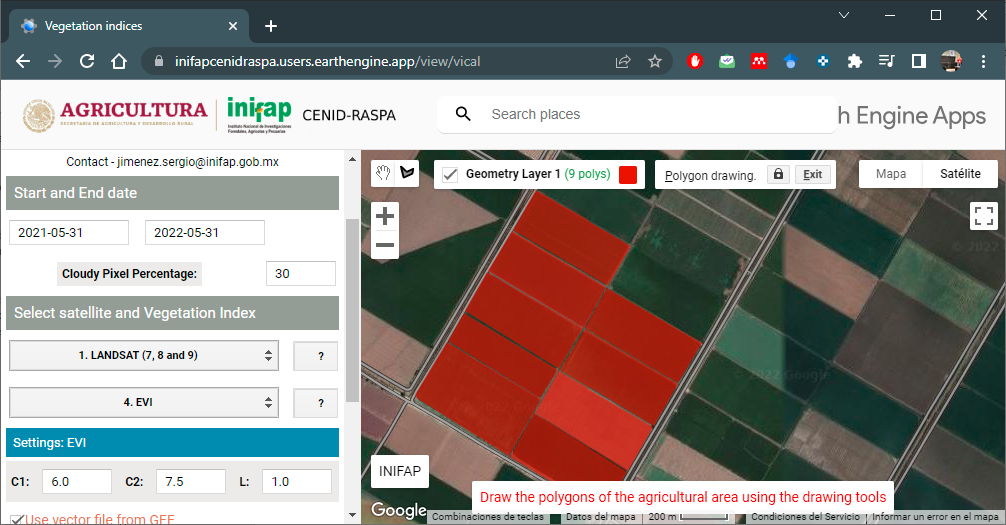 Vegetation indices
inifapcenidraspa.users.earthengine.app/view/vical
AGRICULTURA
SECRETARÍA DE AGRICULTURA Y DESARROLLO RURAL
inifap
Instituto Nacional de Investigaciones
Forestales, Agrícolas y Pecuarias
CENID-RASPA
Search places
h Engine Apps
Contact - jimenez.sergio@inifap.gob.mx
Start and End date
2021-05-31
2022-05-31
Cloudy Pixel Percentage:
30
Select satellite and Vegetation Index
1. LANDSAT (7, 8 and 9)
?
4. EVI
?
Settings: EVI
C1:
6.0
C2:
7.5
L:
1.0
Use vector file from GEE
Geometry Layer 1 (9 polys)
Polygon drawing.
Exit
Mapa
Satélite
© 2022
© 2022 Google
INIFAP
Draw the polygons of the agricultural area using the drawing tools
Google
Combinaciones de teclas
Datos del mapa
200 m
Condiciones del Servicio
Informar un error en el mapa